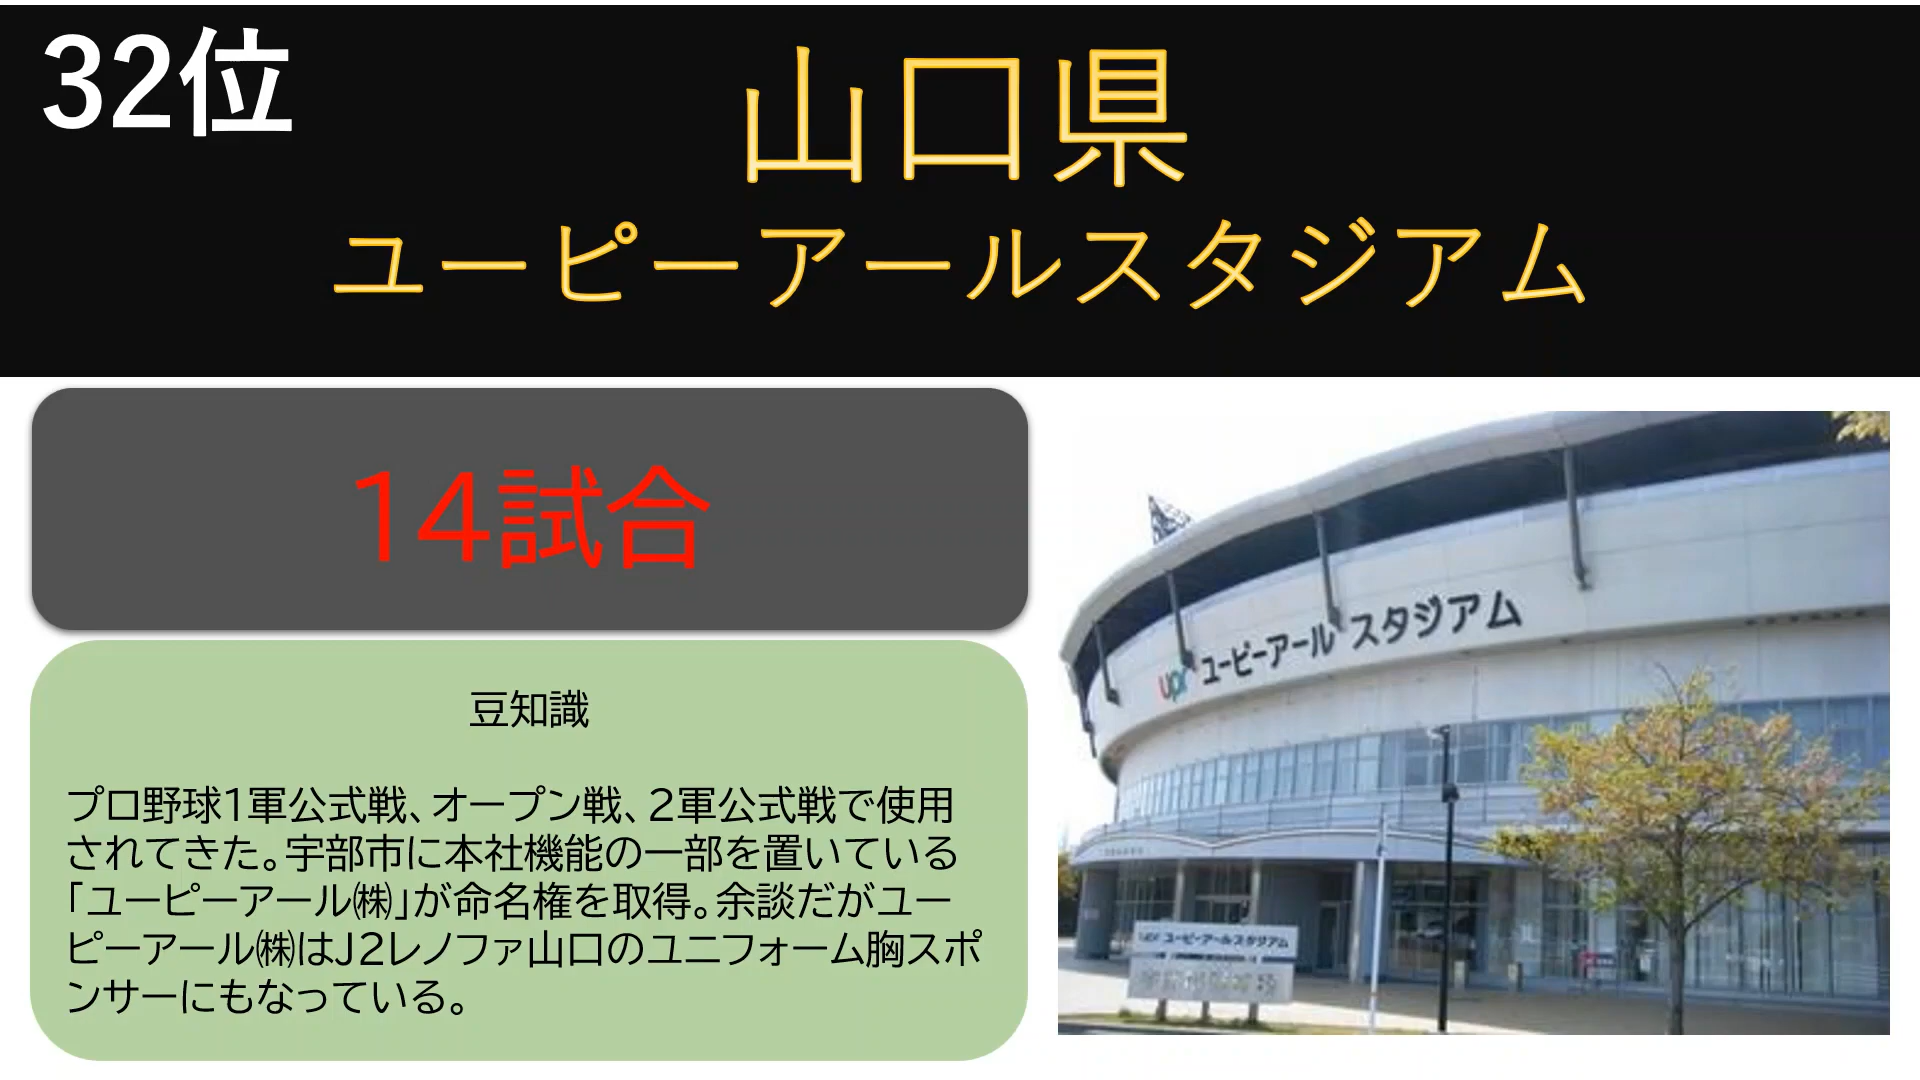 32位
山口県
ユーピーアールスタジアム
14試合
豆知識
プロ野球1軍公式戦、オープン戦、2軍公式戦で使用
されてきた。宇部市に本社機能の一部を置いている
「ユーピーアール㈱」が命名権を取得。余談だがユー
ピーアール㈱はJ2レノファ山口のユニフォーム胸スポ
ンサーにもなっている。
upr ユーピーアール スタジアム
upr ユーピーアールスタジアム